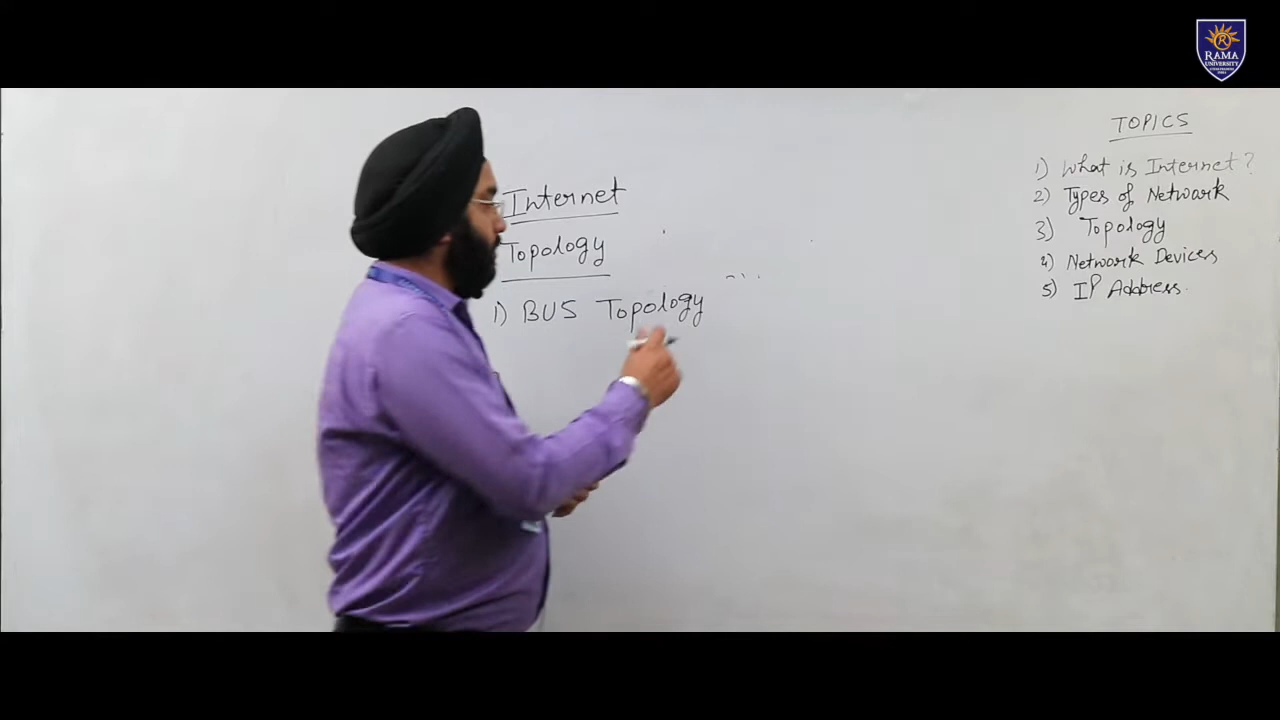 RAMA
UNIVERSITY
Internet
Topology
1) BUS Topology
TOPICS
1) What is Internet?
2) Types of Network
3) Topology
4) Network Devices
5) IP Address.